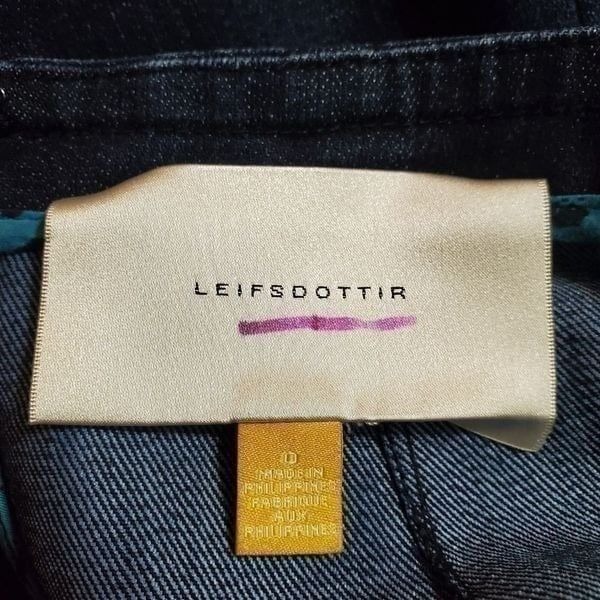 LEIFSDOTTIR
0
MADE IN
PHILIPPINES
FABRIQUE
AUX
PHILIPPINES